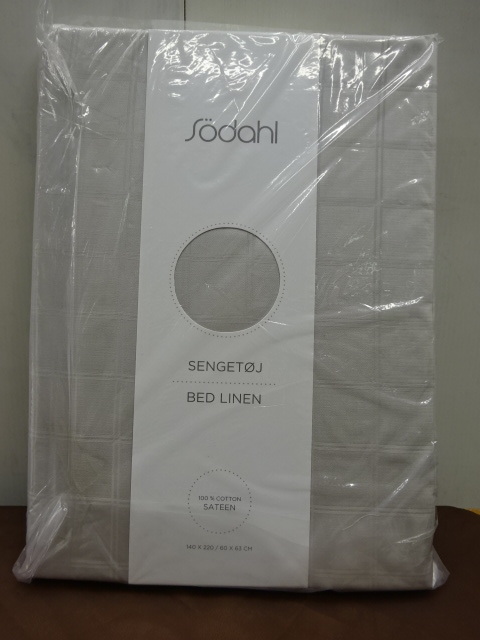 Södahl
SENGETØJ
BED LINEN
100 % COTTON
SATEEN
140 X 220 / 60 X 63 CM